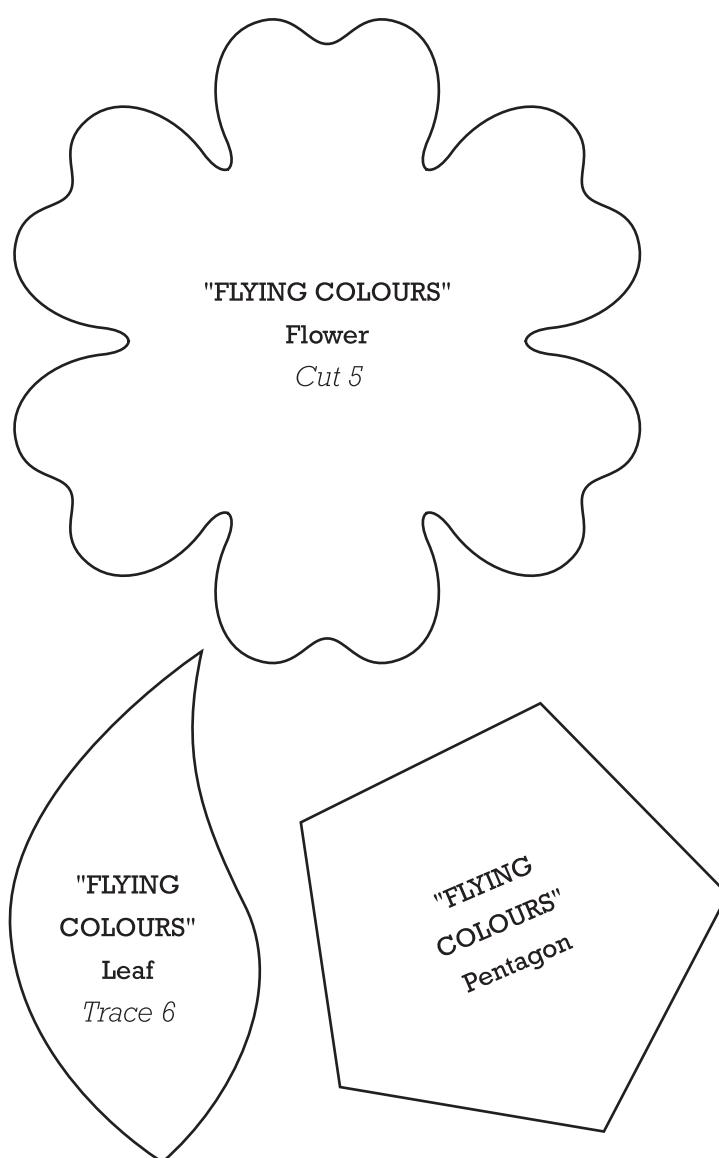 "FLYING COLOURS"
Flower
Cut 5
"FLYING
COLOURS"
Leaf
Trace 6
"FLYING
COLOURS"
Pentagon